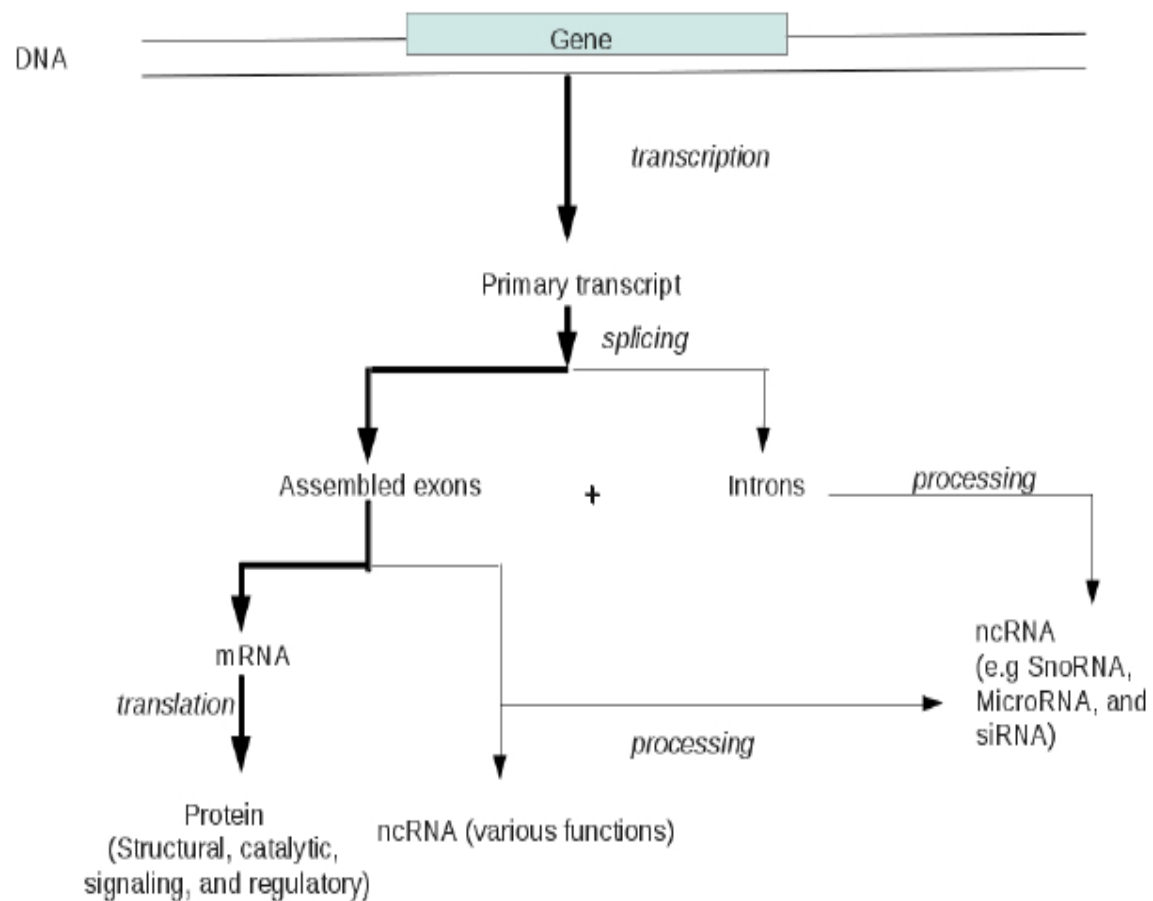 Gene
DNA
transcription
Primary transcript
splicing
Assembled exons
+
Introns
processing
mRNA
translation
ncRNA
(e.g SnoRNA,
MicroRNA, and
siRNA)
processing
Protein
(Structural, catalytic,
signaling, and regulatory)
ncRNA (various functions)